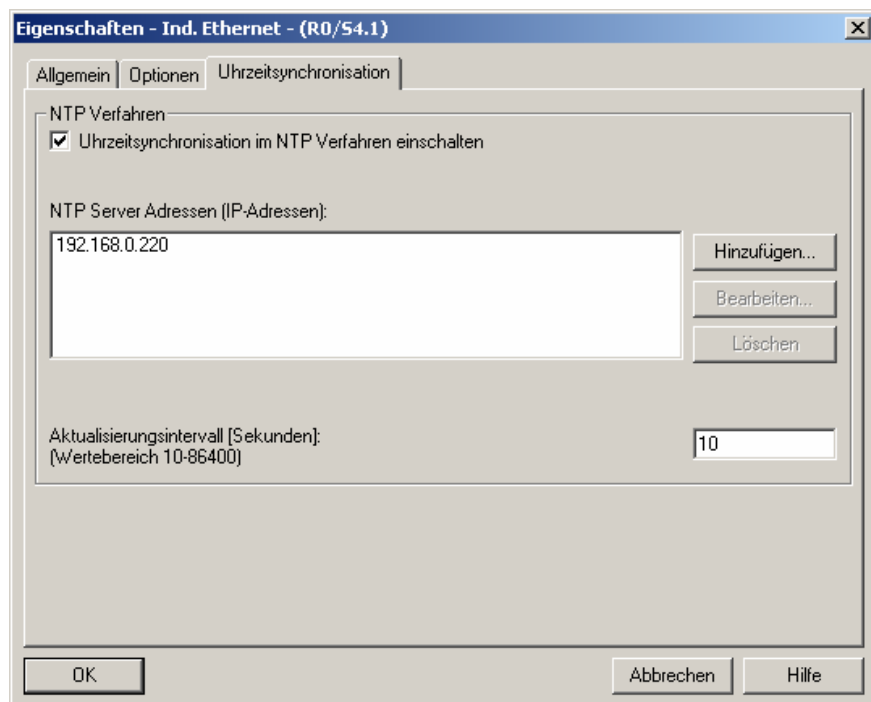 Eigenschaften - Ind. Ethernet - (R0/S4.1)
Allgemein Optionen Uhrzeitsynchronisation
NTP Verfahren
Uhrzeitsynchronisation im NTP Verfahren einschalten
NTP Server Adressen (IP-Adressen):
192.168.0.220
Hinzufügen...
Bearbeiten...
Löschen
Aktualisierungsintervall [Sekunden]:
(Wertebereich 10-86400)
10
OK Abbrechen Hilfe